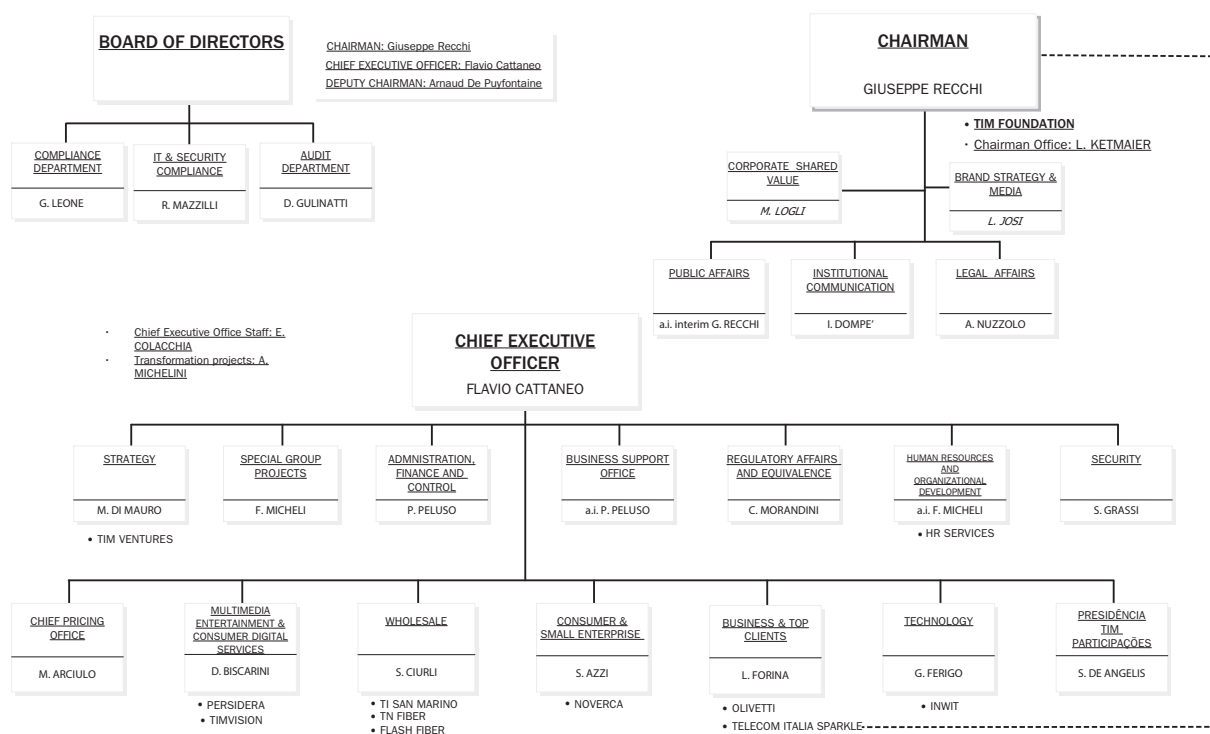 BOARD OF DIRECTORS
CHAIRMAN: Giuseppe Recchi
CHIEF EXECUTIVE OFFICER: Flavio Cattaneo
DEPUTY CHAIRMAN: Arnaud De Puyfontaine
CHAIRMAN
GIUSEPPE RECCHI
• TIM FOUNDATION
· Chairman Office: L. KETMAIER
COMPLIANCE
DEPARTMENT
G. LEONE
IT & SECURITY
COMPLIANCE
R. MAZZILLI
AUDIT
DEPARTMENT
D. GULINATTI
CORPORATE SHARED
VALUE
M. LOGLI
BRAND STRATEGY &
MEDIA
L. JOSI
PUBLIC AFFAIRS
a.i. interim G. RECCHI
INSTITUTIONAL
COMMUNICATION
I. DOMPE’
LEGAL AFFAIRS
A. NUZZOLO
· Chief Executive Office Staff: E.
COLACCHIA
· Transformation projects: A.
MICHELINI
CHIEF EXECUTIVE
OFFICER
FLAVIO CATTANEO
STRATEGY
M. DI MAURO
• TIM VENTURES
SPECIAL GROUP
PROJECTS
F. MICHELI
ADMNISTRATION,
FINANCE AND
CONTROL
P. PELUSO
BUSINESS SUPPORT
OFFICE
a.i. P. PELUSO
REGULATORY AFFAIRS
AND EQUIVALENCE
C. MORANDINI
HUMAN RESOURCES
AND
ORGANIZATIONAL
DEVELOPMENT
a.i. F. MICHELI
• HR SERVICES
SECURITY
S. GRASSI
CHIEF PRICING
OFFICE
M. ARCIULO
MULTIMEDIA
ENTERTAINMENT &
CONSUMER DIGITAL
SERVICES
D. BISCARINI
• PERSIDERA
• TIMVISION
WHOLESALE
S. CIURLI
• TI SAN MARINO
• TN FIBER
• FLASH FIBER
CONSUMER &
SMALL ENTERPRISE
S. AZZI
• NOVERCA
BUSINESS & TOP
CLIENTS
L. FORINA
• OLIVETTI
• TELECOM ITALIA SPARKLE
TECHNOLOGY
G. FERIGO
• INWIT
PRESIDÊNCIA
TIM
PARTICIPAÇÕES
S. DE ANGELIS